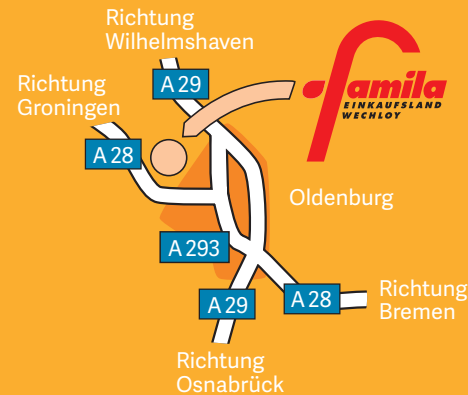 Richtung
Wilhelmshaven
Richtung
Groningen
A 29
A 28
famila
EINKAUFSLAND
WECHLOY
Oldenburg
A 293
A 29
A 28
Richtung
Bremen
Richtung
Osnabrück